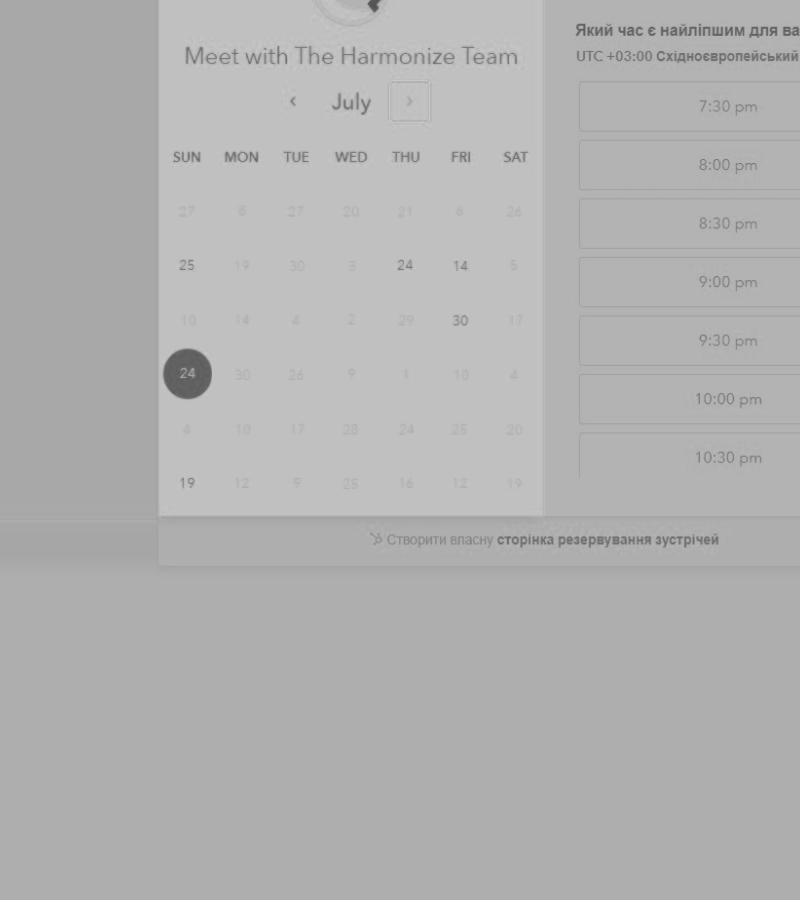 Meet with The Harmonize Team
July
SUN MON TUE WED THU FRI SAT
27 6 27 20 21 6 26
25 19 30 3 24 14 5
10 14 4 2 29 30 17
24 30 26 9 1 10 4
4 10 17 28 24 25 20
19 12 9 25 16 12 19
Який час є найліпшим для ва
UTC +03:00 Східноєвропейський
7:30 pm
8:00 pm
8:30 pm
9:00 pm
9:30 pm
10:00 pm
10:30 pm
Створити власну сторінка резервування зустрічей